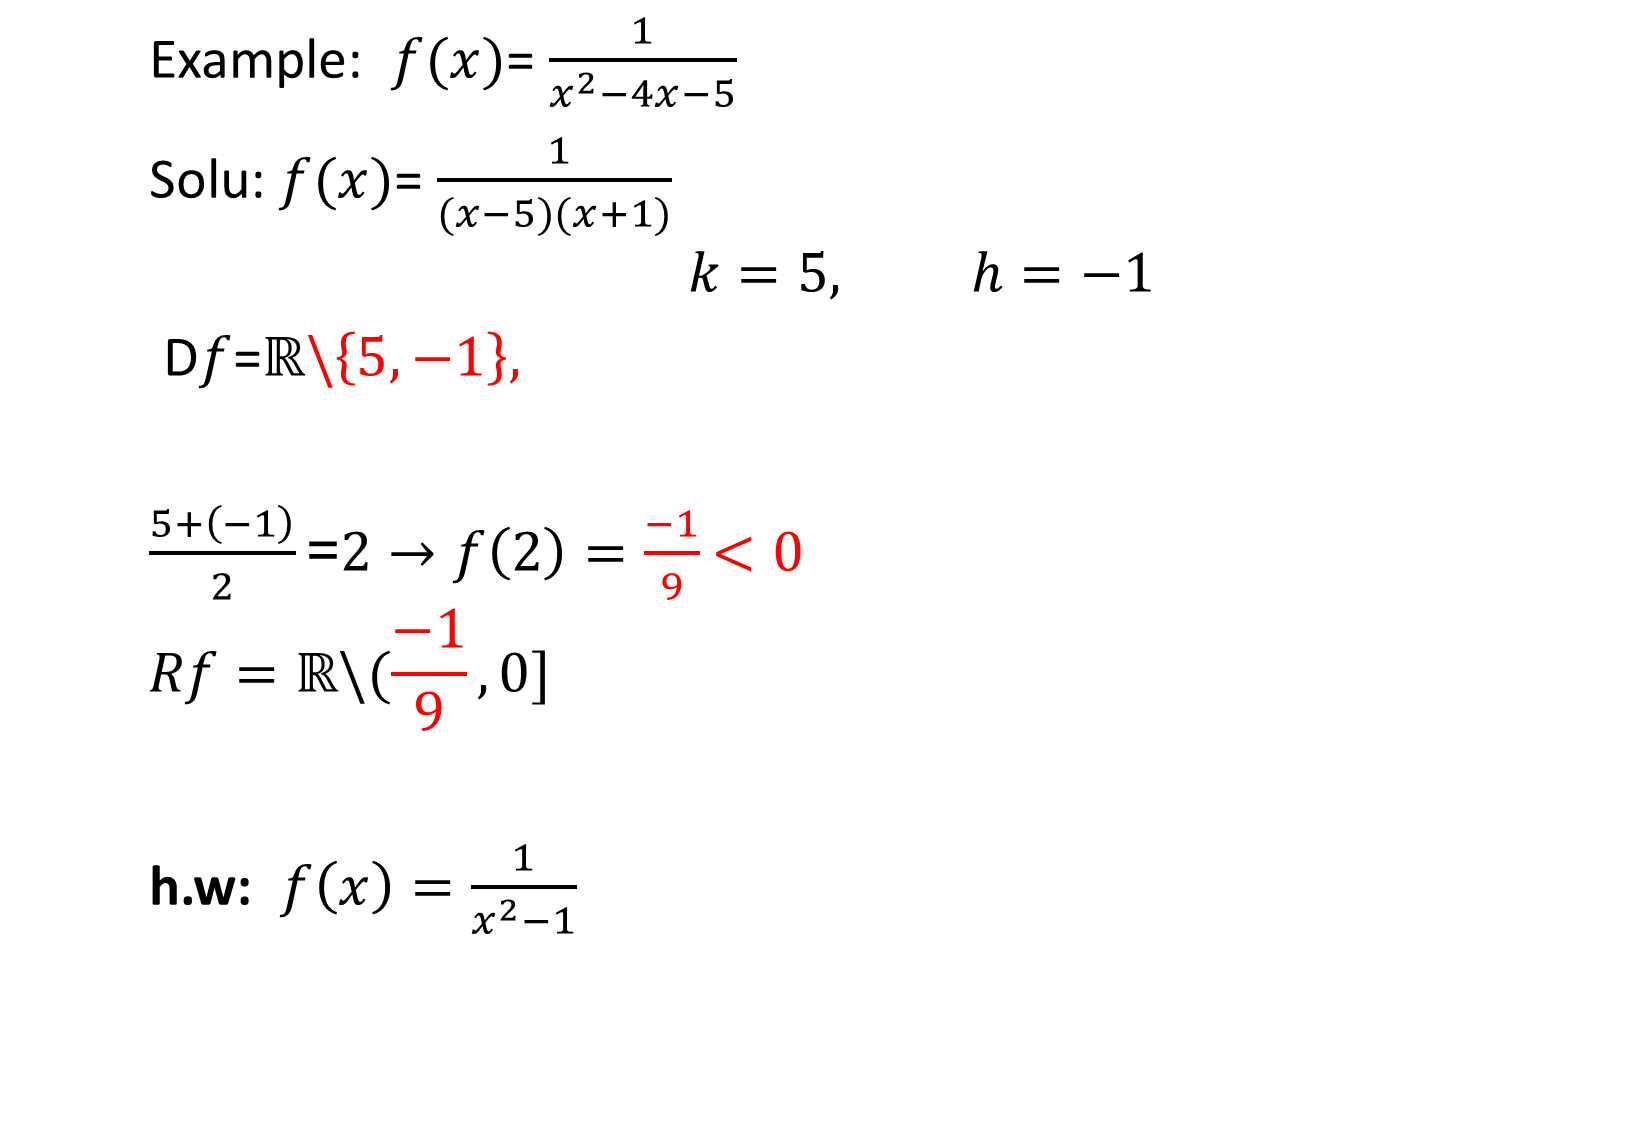 Example: f(x)= 1/(x²−4x−5)
Solu: f(x)= 1/((x−5)(x+1))
k = 5, h = −1
Df=ℝ\{5, −1},
(5+(−1))/2 =2 → f(2) = −1/9 < 0
Rf = ℝ\(−1/9 , 0]
h.w: f(x) = 1/(x²−1)